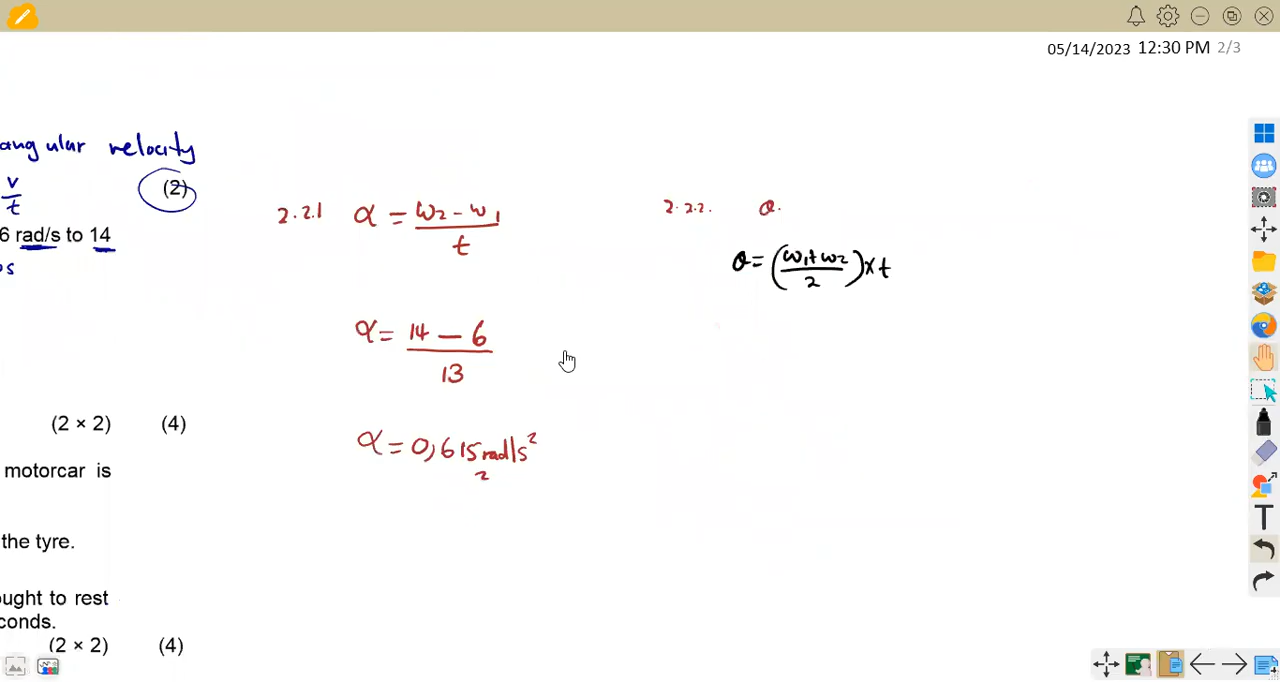 05/14/2023 12:30 PM 2/3
angular velocity
v/t
(2)
6 rad/s to 14
os
2.2.1 α = (ω2 - ω1)/t
α = (14 - 6)/13
α = 0,615 rad/s²
2
2.2.2. θ.
θ = ((ω1 + ω2)/2) x t
(2 × 2) (4)
motorcar is
the tyre.
ought to rest
conds.
(2 × 2) (4)
T